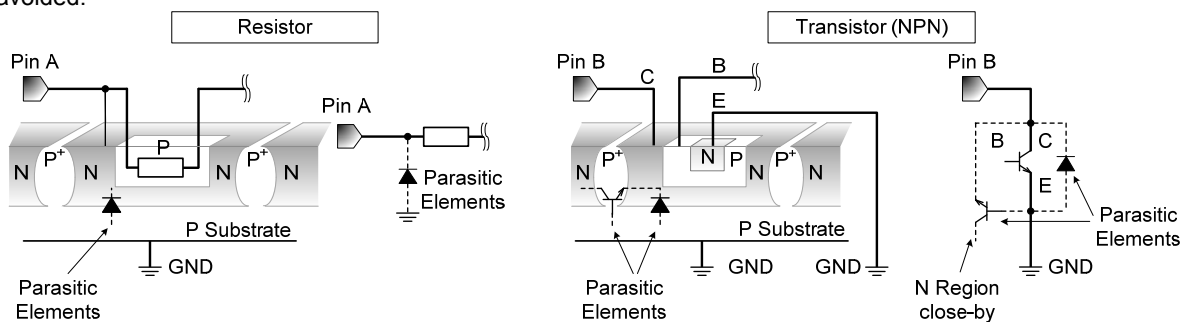 avoided.
Resistor
Transistor (NPN)
Pin A
Pin A
N
P+
N
P
N
P+
N
Parasitic
Elements
P Substrate
GND
Parasitic
Elements
Pin B
C
B
E
N
P+
N
N
P
N
P+
N
P Substrate
GND
GND
Parasitic
Elements
Pin B
B
C
E
Parasitic
Elements
GND
N Region
close-by